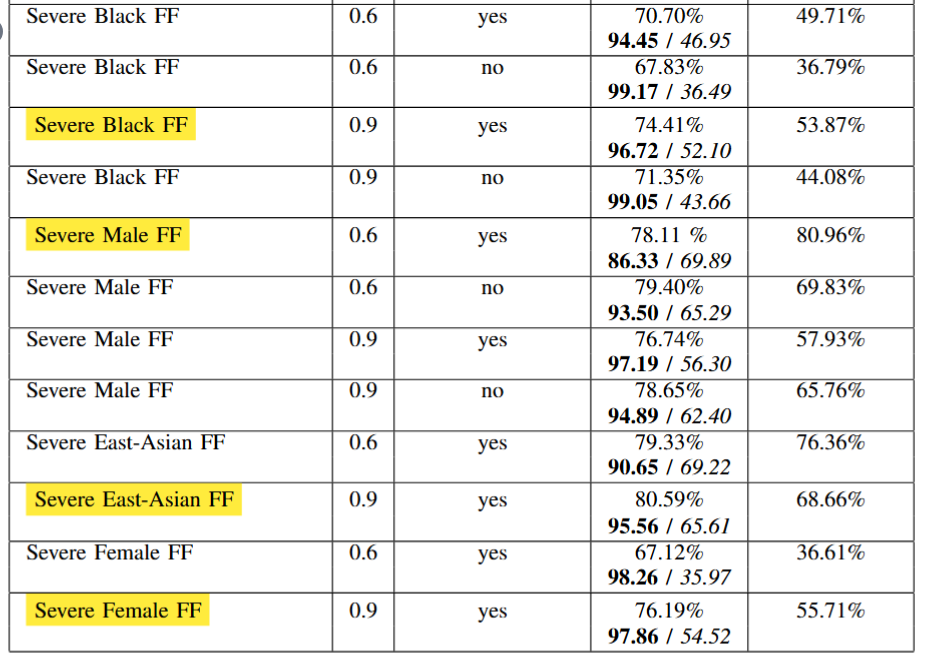 Severe Black FF 0.6 yes 70.70% 49.71%
94.45 / 46.95
Severe Black FF 0.6 no 67.83% 36.79%
99.17 / 36.49
Severe Black FF 0.9 yes 74.41% 53.87%
96.72 / 52.10
Severe Black FF 0.9 no 71.35% 44.08%
99.05 / 43.66
Severe Male FF 0.6 yes 78.11 % 80.96%
86.33 / 69.89
Severe Male FF 0.6 no 79.40% 69.83%
93.50 / 65.29
Severe Male FF 0.9 yes 76.74% 57.93%
97.19 / 56.30
Severe Male FF 0.9 no 78.65% 65.76%
94.89 / 62.40
Severe East-Asian FF 0.6 yes 79.33% 76.36%
90.65 / 69.22
Severe East-Asian FF 0.9 yes 80.59% 68.66%
95.56 / 65.61
Severe Female FF 0.6 yes 67.12% 36.61%
98.26 / 35.97
Severe Female FF 0.9 yes 76.19% 55.71%
97.86 / 54.52